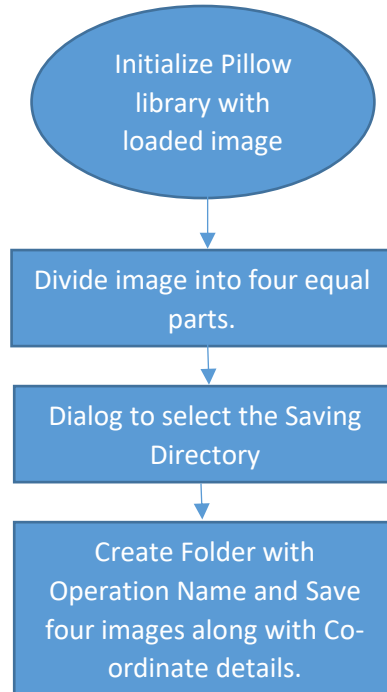 Initialize Pillow
library with
loaded image
Divide image into four equal
parts.
Dialog to select the Saving
Directory
Create Folder with
Operation Name and Save
four images along with Co-
ordinate details.